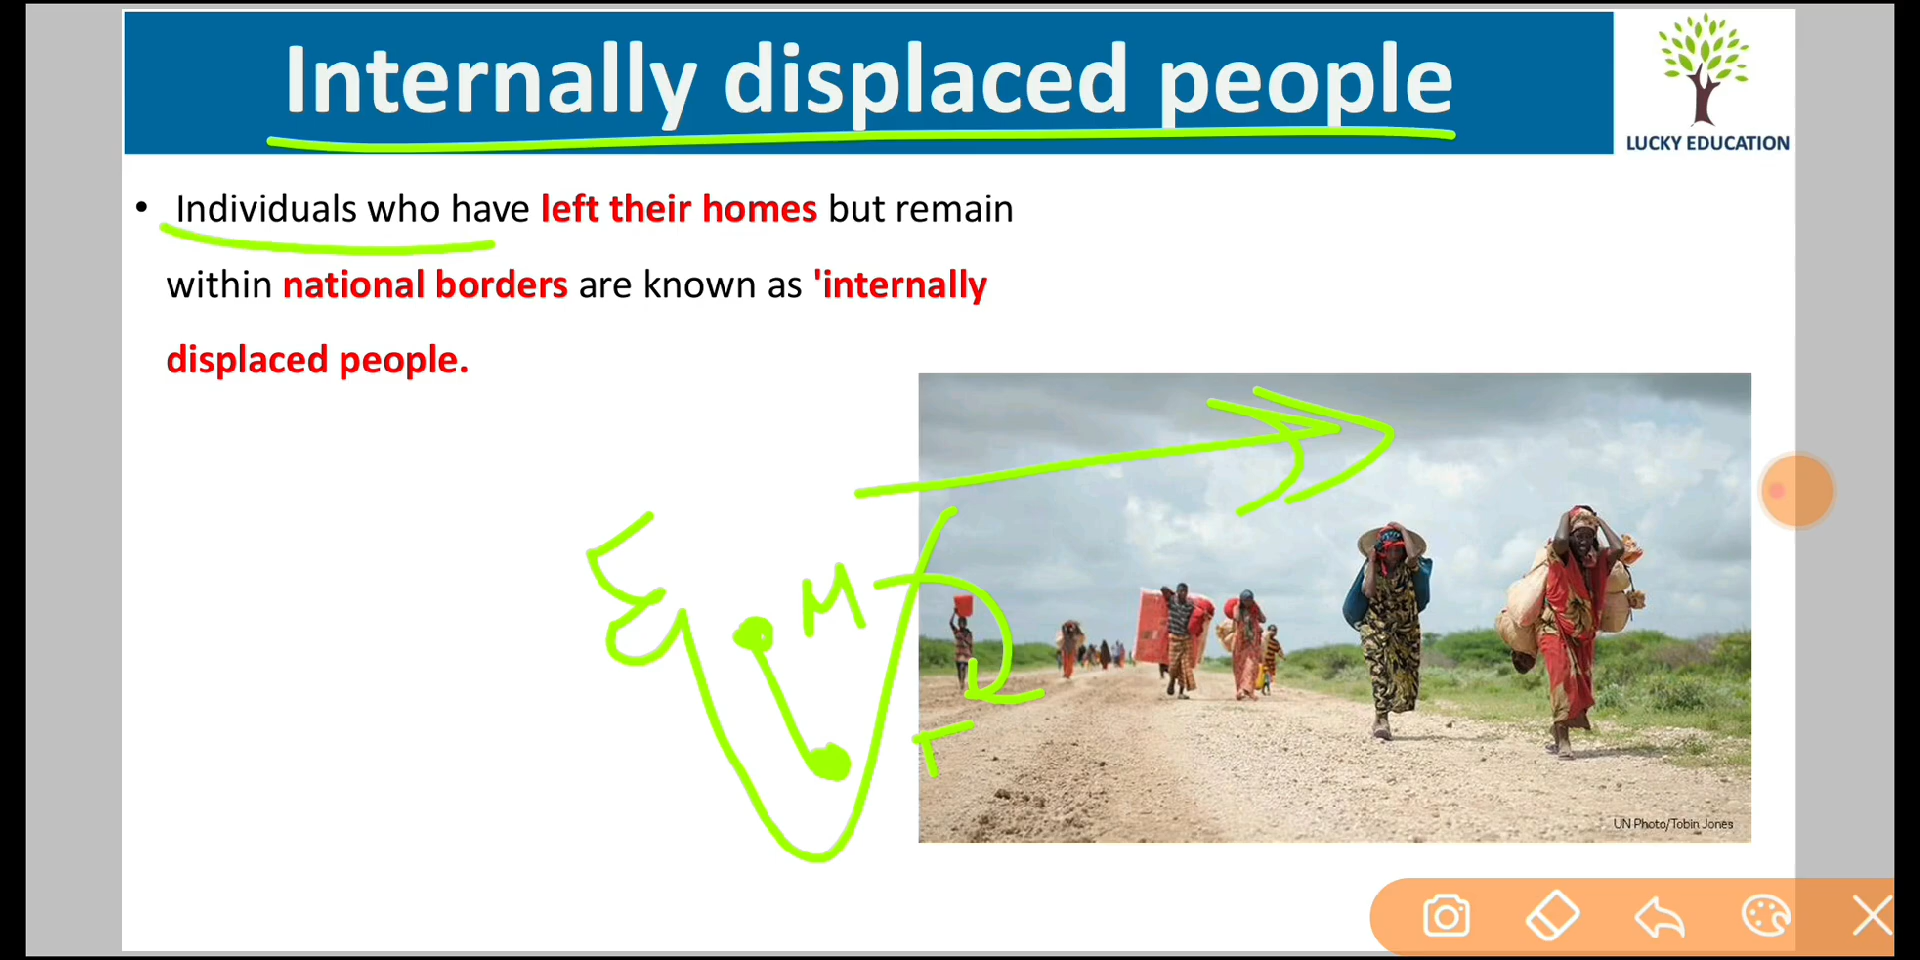 Internally displaced people
LUCKY EDUCATION
• Individuals who have left their homes but remain
within national borders are known as 'internally
displaced people.
M
UN Photo/Tobin Jones